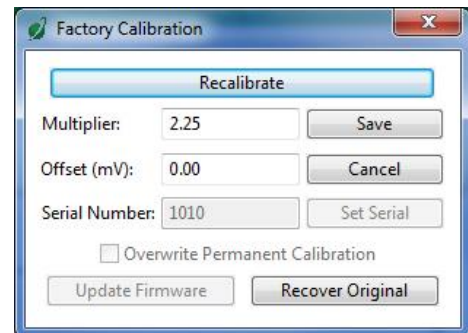 Factory Calibration
Recalibrate
Multiplier: 2.25 Save
Offset (mV): 0.00 Cancel
Serial Number: 1010 Set Serial
Overwrite Permanent Calibration
Update Firmware Recover Original